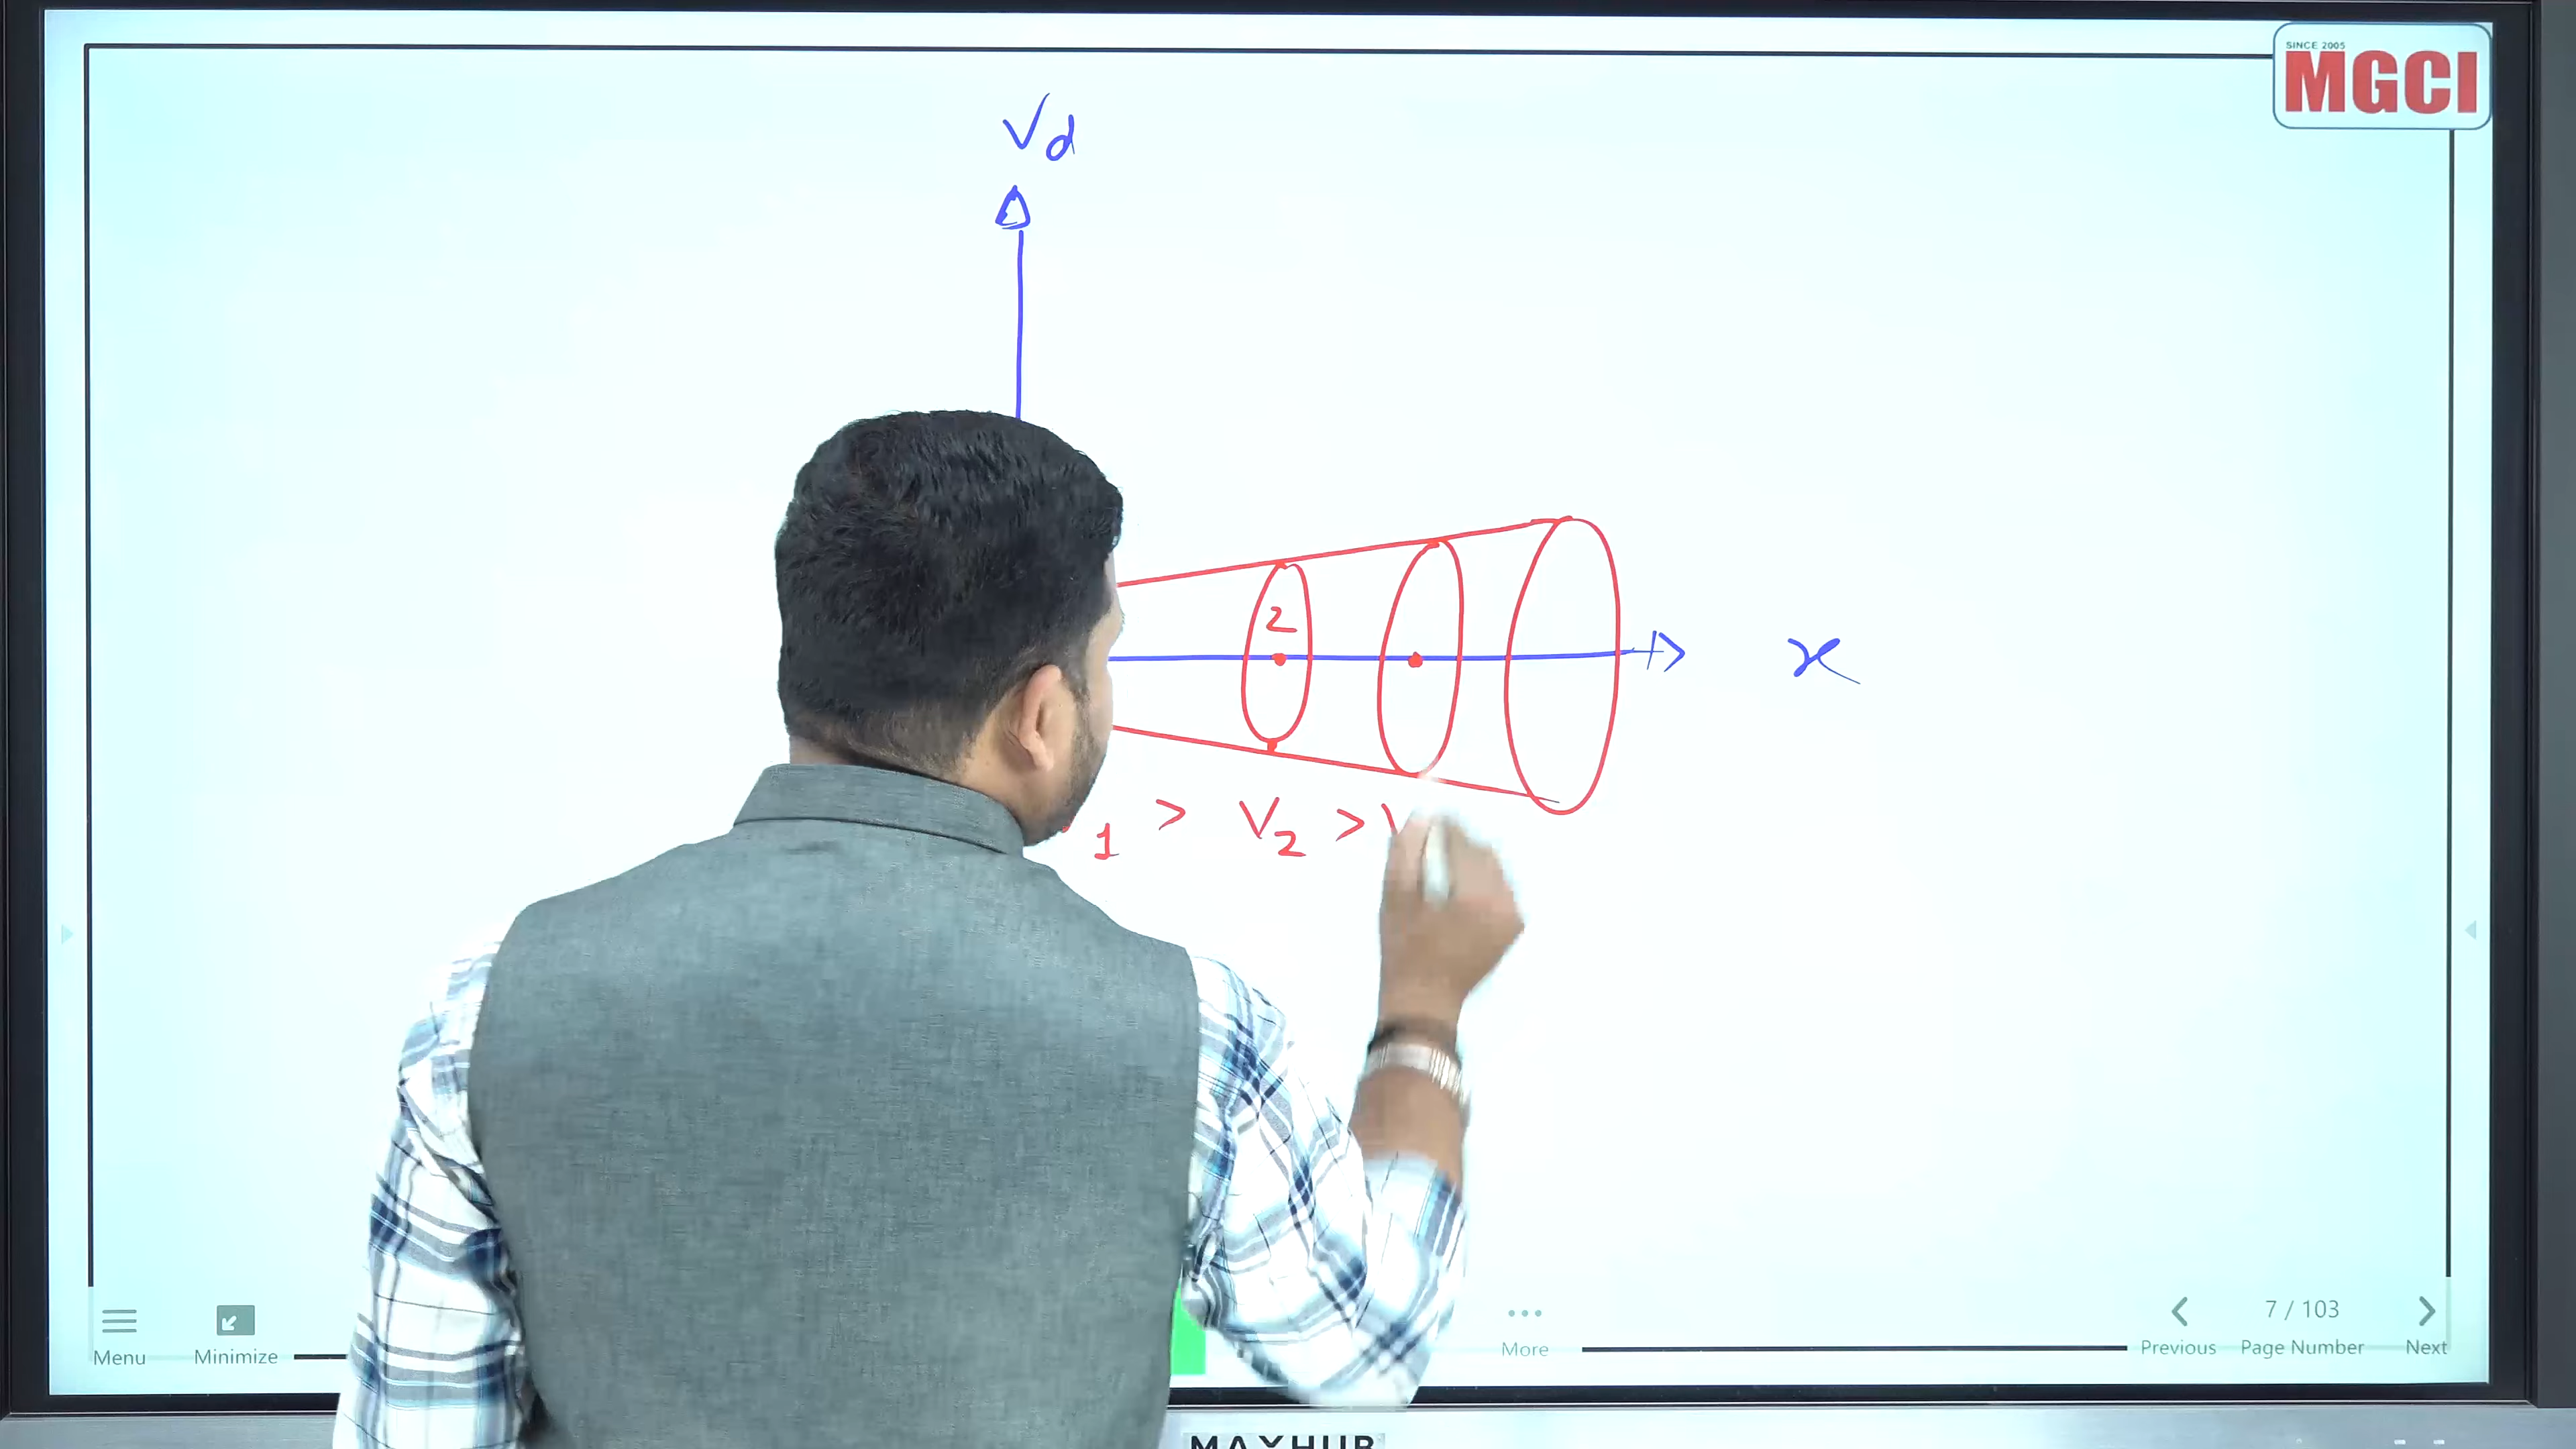 SINCE 2005
MGCI
Vd
2
x
1 > V2 > V
Menu
Minimize
More
Previous
7 / 103
Page Number
Next
MAXHUB